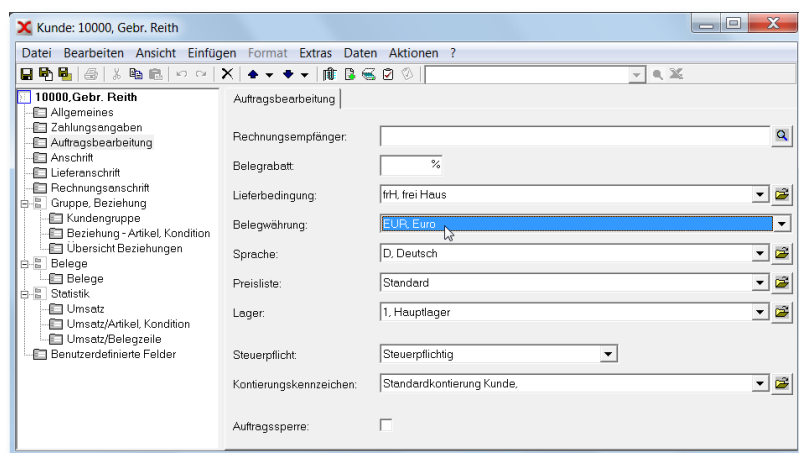 Kunde: 10000, Gebr. Reith
Datei Bearbeiten Ansicht Einfügen Format Extras Daten Aktionen ?
10000,Gebr. Reith
Allgemeines
Zahlungsangaben
Auftragsbearbeitung
Anschrift
Lieferanschrift
Rechnungsanschrift
Gruppe, Beziehung
Kundengruppe
Beziehung - Artikel, Kondition
Übersicht Beziehungen
Belege
Belege
Statistik
Umsatz
Umsatz/Artikel, Kondition
Umsatz/Belegzeile
Benutzerdefinierte Felder
Auftragsbearbeitung
Rechnungsempfänger:
Belegrabatt: %
Lieferbedingung: frH, frei Haus
Belegwährung: EUR, Euro
Sprache: D, Deutsch
Preisliste: Standard
Lager: 1, Hauptlager
Steuerpflicht: Steuerpflichtig
Kontierungskennzeichen: Standardkontierung Kunde,
Auftragssperre: